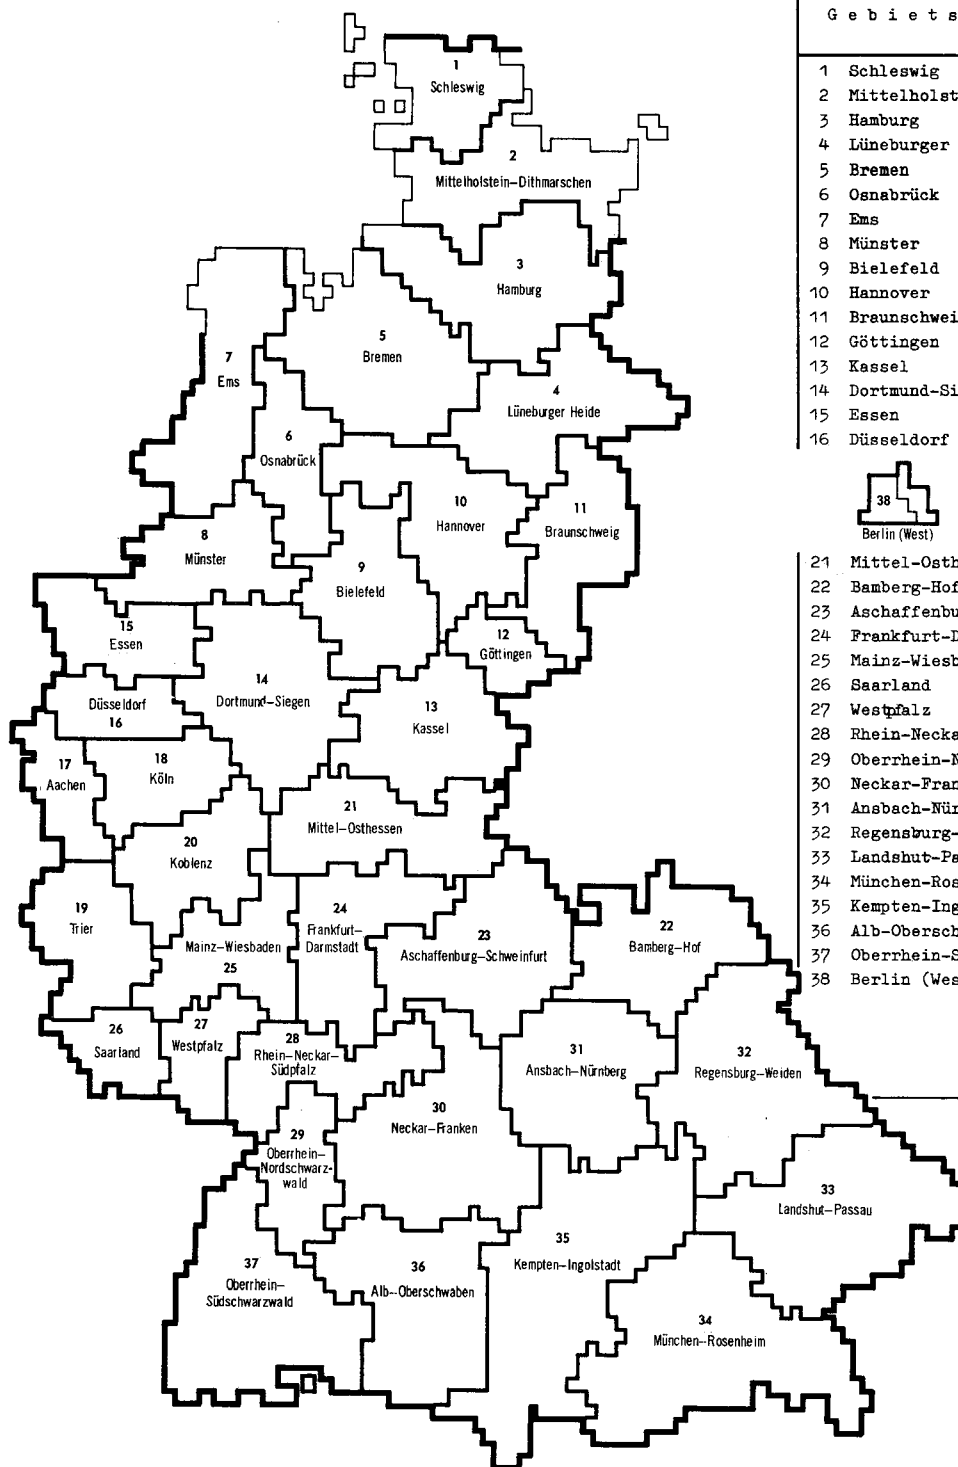 G e b i e t s
1 Schleswig
2 Mittelholst
3 Hamburg
4 Lüneburger
5 Bremen
6 Osnabrück
7 Ems
8 Münster
9 Bielefeld
10 Hannover
11 Braunschwei
12 Göttingen
13 Kassel
14 Dortmund-Si
15 Essen
16 Düsseldorf
38
Berlin (West)
21 Mittel-Osth
22 Bamberg-Hof
23 Aschaffenbu
24 Frankfurt-D
25 Mainz-Wiesb
26 Saarland
27 Westpfalz
28 Rhein-Necka
29 Oberrhein-N
30 Neckar-Fran
31 Ansbach-Nür
32 Regensburg-
33 Landshut-Pa
34 München-Ros
35 Kempten-Ing
36 Alb-Obersch
37 Oberrhein-S
38 Berlin (Wes
1
Schleswig
2
Mittelholstein-Dithmarschen
3
Hamburg
5
Bremen
7
Ems
4
Lüneburger Heide
6
Osnabrück
10
Hannover
11
Braunschweig
8
Münster
9
Bielefeld
15
Essen
12
Göttingen
14
Dortmund-Siegen
Düsseldorf
16
13
Kassel
17
Aachen
18
Köln
21
Mittel-Osthessen
20
Koblenz
19
Trier
Mainz-Wiesbaden
25
24
Frankfurt-
Darmstadt
23
Aschaffenburg-Schweinfurt
22
Bamberg-Hof
26
Saarland
27
Westpfalz
28
Rhein-Neckar-
Südpfalz
31
Ansbach-Nürnberg
32
Regensburg-Weiden
30
Neckar-Franken
29
Oberrhein-
Nordschwarz-
wald
33
Landshut-Passau
35
Kempten-Ingolstadt
37
Oberrhein-
Südschwarzwald
36
Alb-Oberschwaben
34
München-Rosenheim